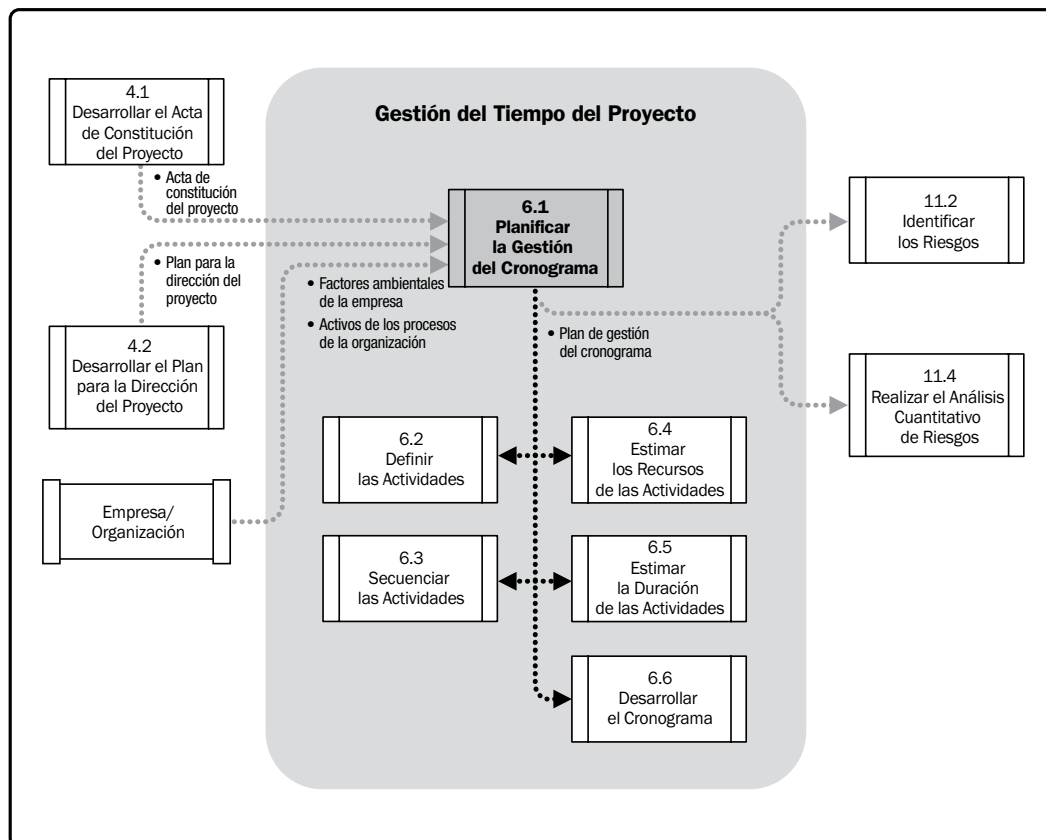 Gestión del Tiempo del Proyecto
4.1
Desarrollar el Acta
de Constitución
del Proyecto
• Acta de
constitución
del proyecto
6.1
Planificar
la Gestión
del Cronograma
11.2
Identificar
los Riesgos
• Plan para la
dirección del
proyecto
• Factores ambientales
de la empresa
• Activos de los procesos
de la organización
• Plan de gestión
del cronograma
4.2
Desarrollar el Plan
para la Dirección
del Proyecto
11.4
Realizar el Análisis
Cuantitativo
de Riesgos
6.2
Definir
las Actividades
6.4
Estimar
los Recursos
de las Actividades
Empresa/
Organización
6.3
Secuenciar
las Actividades
6.5
Estimar
la Duración
de las Actividades
6.6
Desarrollar
el Cronograma